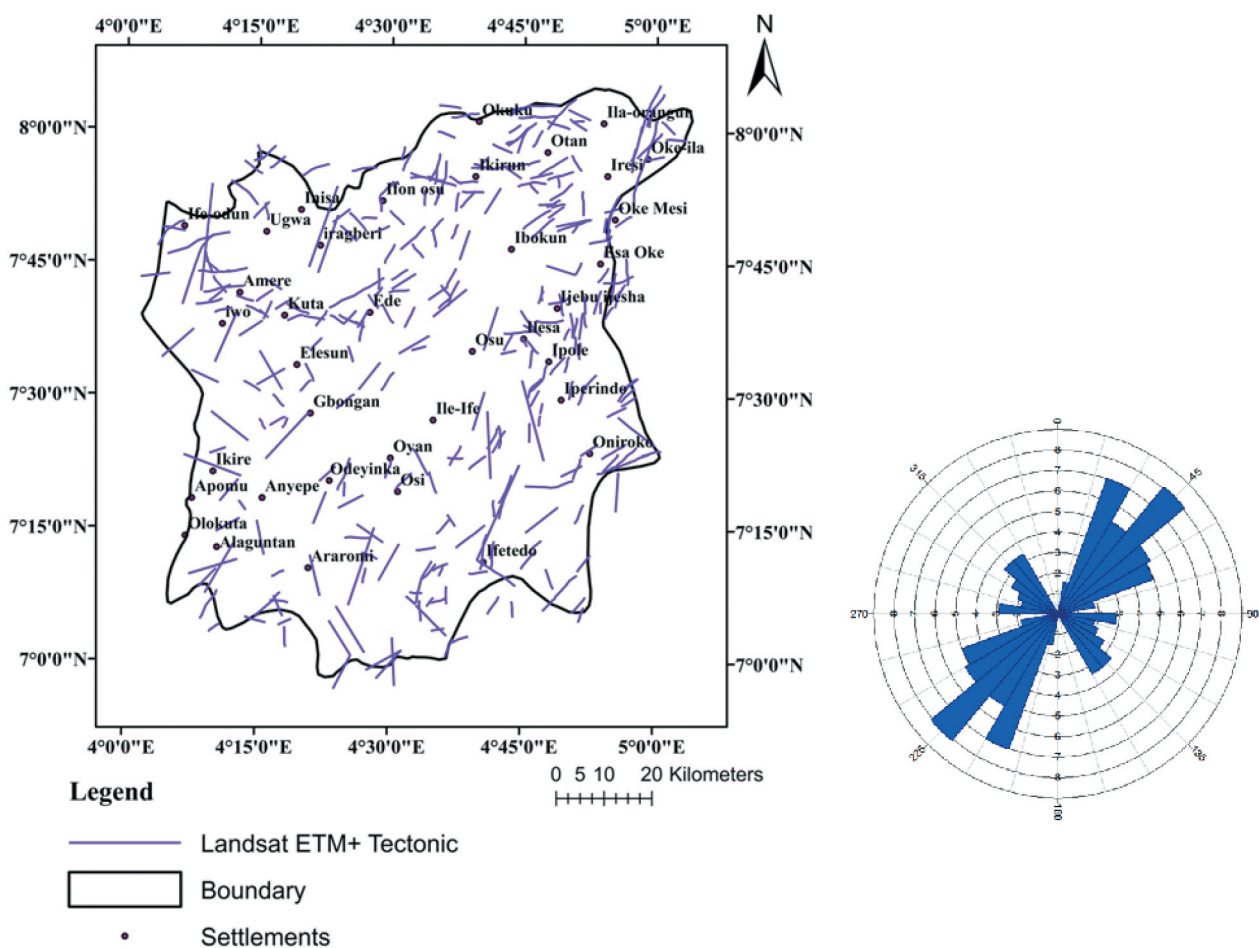 4°0'0"E 4°15'0"E 4°30'0"E 4°45'0"E 5°0'0"E
N
8°0'0"N
7°45'0"N
7°30'0"N
7°15'0"N
7°0'0"N
8°0'0"N
7°45'0"N
7°30'0"N
7°15'0"N
7°0'0"N
Okuku
Ila-orangun
Otan
Oke-ila
Ikirun
Iresi
Ifon osu
Ife-odun
Ugwa
iragberi
Oke Mesi
Ibokun
Esa Oke
Amere
Kuta
Ede
Ijebu ijesha
iwo
Ilesa
Osu
Ipole
Elesun
Iperindo
Gbongan
Ile-Ife
Oniroko
Oyan
Ikire
Odeyinka
Apomu
Anyepe
Osi
Olokuta
Alaguntan
Araromi
Ifetedo
4°0'0"E 4°15'0"E 4°30'0"E 4°45'0"E 5°0'0"E
0 5 10 20 Kilometers
Legend
Landsat ETM+ Tectonic
Boundary
Settlements
0
45
90
135
180
225
270
315